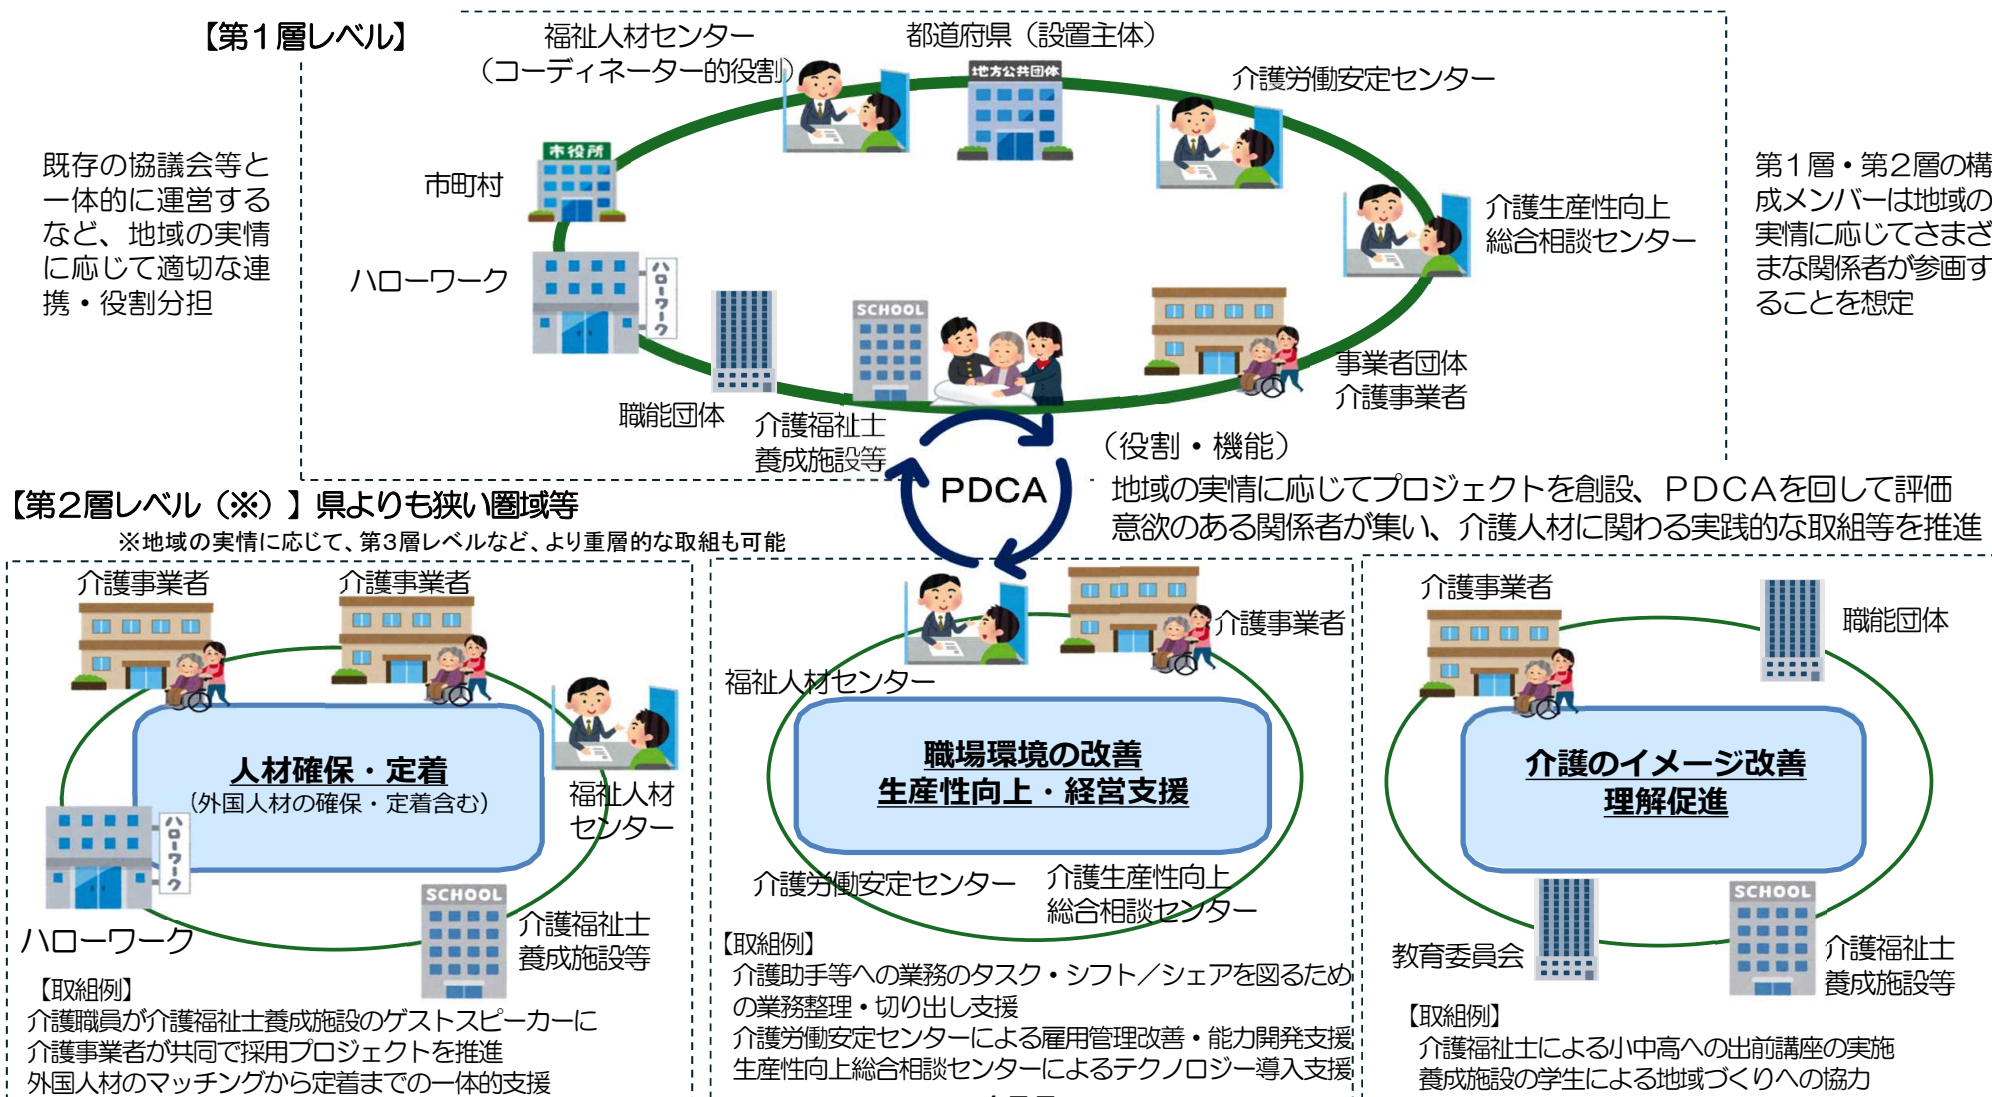 【第１層レベル】
福祉人材センター
（コーディネーター的役割）
都道府県（設置主体）
地方公共団体
介護労働安定センター
市役所
市町村
既存の協議会等と
一体的に運営する
など、地域の実情
に応じて適切な連
携・役割分担
第１層・第２層の構
成メンバーは地域の
実情に応じてさまざ
まな関係者が参画す
ることを想定
介護生産性向上
総合相談センター
ハローワーク
ハローワーク
SCHOOL
事業者団体
介護事業者
職能団体
介護福祉士
養成施設等
PDCA
（役割・機能）
地域の実情に応じてプロジェクトを創設、ＰＤＣＡを回して評価
意欲のある関係者が集い、介護人材に関わる実践的な取組等を推進
【第２層レベル（※）】県よりも狭い圏域等
※地域の実情に応じて、第3層レベルなど、より重層的な取組も可能
介護事業者
介護事業者
人材確保・定着
（外国人材の確保・定着含む）
福祉人材
センター
ハローワーク
ハローワーク
SCHOOL
介護福祉士
養成施設等
【取組例】
介護職員が介護福祉士養成施設のゲストスピーカーに
介護事業者が共同で採用プロジェクトを推進
外国人材のマッチングから定着までの一体的支援
介護事業者
福祉人材センター
職場環境の改善
生産性向上・経営支援
介護労働安定センター
介護生産性向上
総合相談センター
【取組例】
介護助手等への業務のタスク・シフト／シェアを図るため
の業務整理・切り出し支援
介護労働安定センターによる雇用管理改善・能力開発支援
生産性向上総合相談センターによるテクノロジー導入支援
介護事業者
職能団体
介護のイメージ改善
理解促進
教育委員会
SCHOOL
介護福祉士
養成施設等
【取組例】
介護福祉士による小中高への出前講座の実施
養成施設の学生による地域づくりへの協力